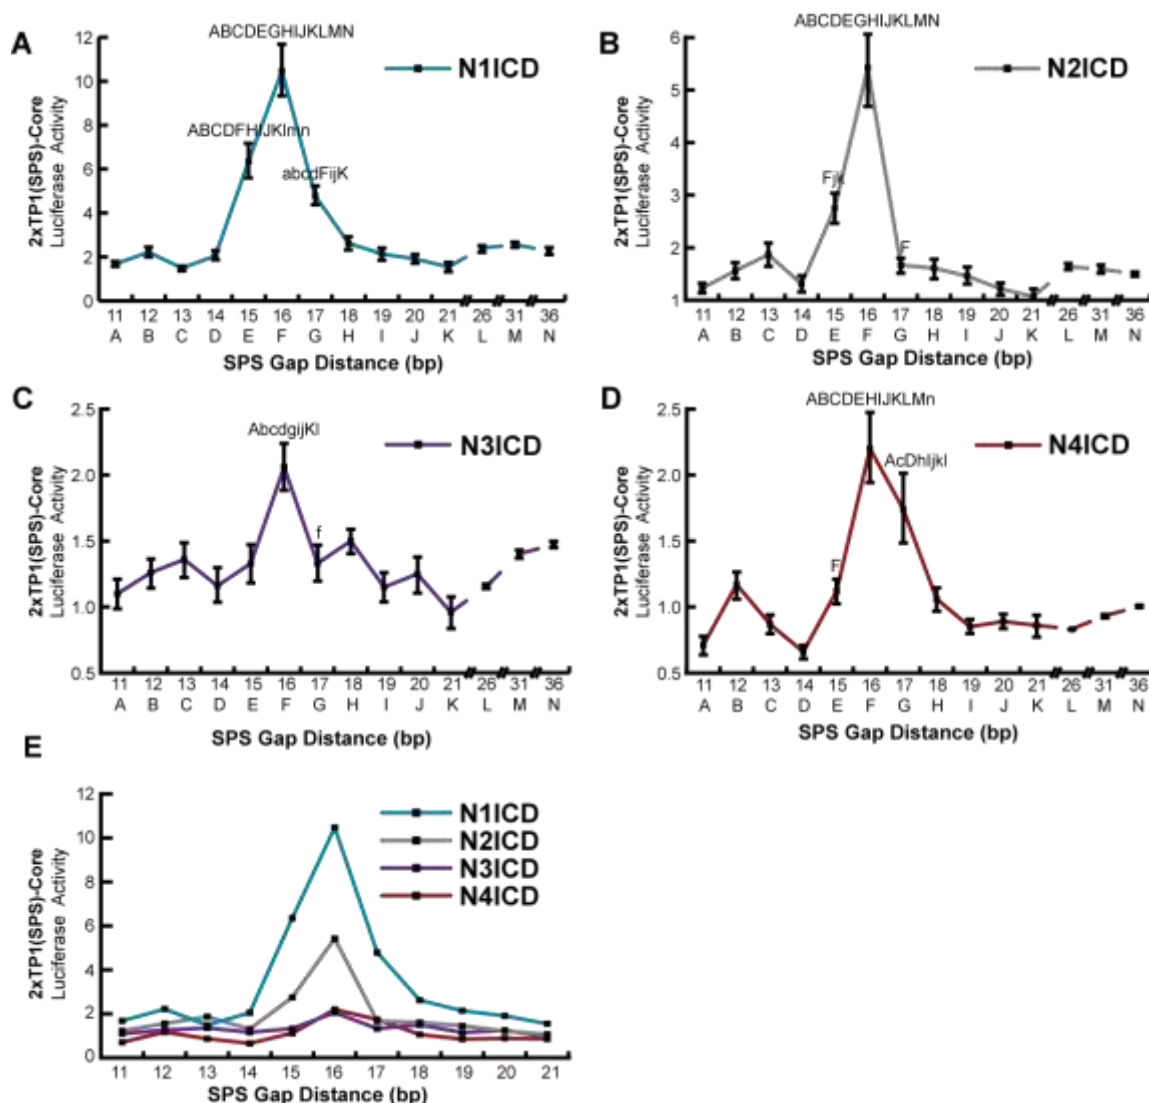 A
ABCDEGHIJKLMN
N1ICD
ABCDFHIJKlmn
abcdFijK
2xTP1(SPS)-Core
Luciferase Activity
12
10
8
6
4
2
0
11 12 13 14 15 16 17 18 19 20 21 26 31 36
A B C D E F G H I J K L M N
SPS Gap Distance (bp)
B
ABCDEGHIJKLMN
N2ICD
Fjk
F
2xTP1(SPS)-Core
Luciferase Activity
6
5
4
3
2
1
11 12 13 14 15 16 17 18 19 20 21 26 31 36
A B C D E F G H I J K L M N
SPS Gap Distance (bp)
C
AbcdgijKl
N3ICD
f
2xTP1(SPS)-Core
Luciferase Activity
2.5
2.0
1.5
1.0
0.5
11 12 13 14 15 16 17 18 19 20 21 26 31 36
A B C D E F G H I J K L M N
SPS Gap Distance (bp)
D
ABCDEHIJKLMn
N4ICD
AcDhIjkl
F
2xTP1(SPS)-Core
Luciferase Activity
2.5
2.0
1.5
1.0
0.5
11 12 13 14 15 16 17 18 19 20 21 26 31 36
A B C D E F G H I J K L M N
SPS Gap Distance (bp)
E
N1ICD
N2ICD
N3ICD
N4ICD
2xTP1(SPS)-Core
Luciferase Activity
12
10
8
6
4
2
0
11 12 13 14 15 16 17 18 19 20 21
SPS Gap Distance (bp)